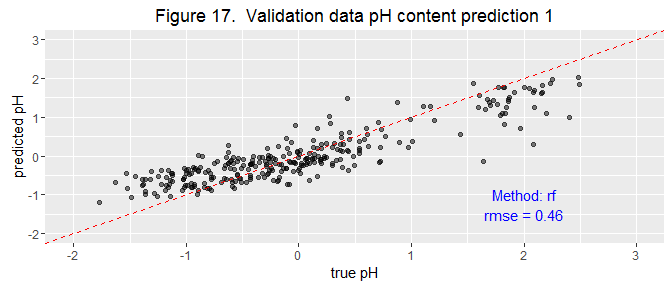 Figure 17.  Validation data pH content prediction 1
predicted pH
3
2
1
0
-1
-2
Method: rf
rmse = 0.46
-2 -1 0 1 2 3
true pH